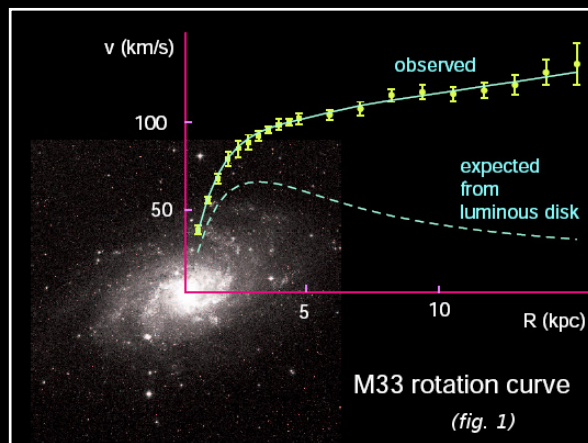 v (km/s)
observed
100
expected
from
luminous disk
50
5
10
R (kpc)
M33 rotation curve
(fig. 1)